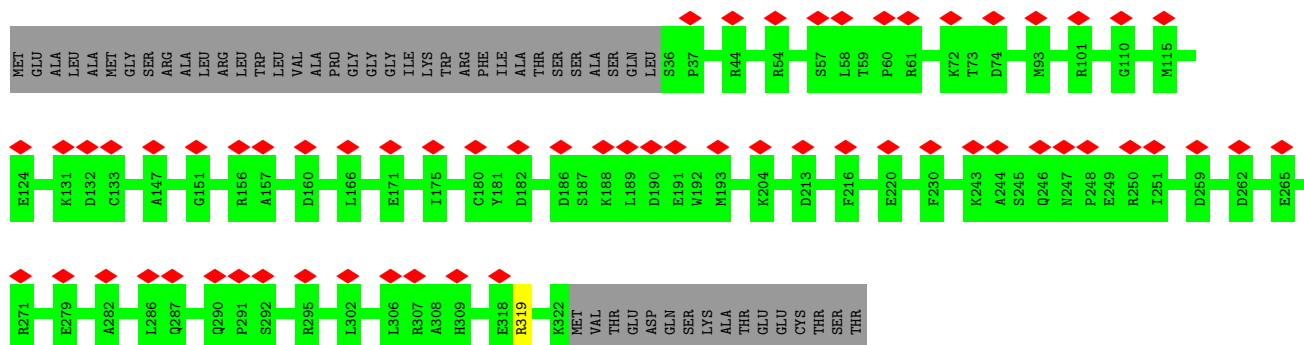 MET GLU ALA LEU ALA MET GLY SER ARG ALA LEU ARG LEU TRP LEU VAL ALA PRO GLY GLY GLY ILE LYS TRP ARG PHE ILE ALA THR SER SER ALA SER GLN LEU S36 P37 R44 R54 S57 L58 T59 P60 R61 K72 T73 D74 M93 R101 G110 M115
E124 K131 D132 C133 A147 G151 R156 A157 D160 L166 E171 I175 C180 Y181 D182 D186 S187 K188 L189 D190 E191 W192 M193 K204 D213 F216 E220 F230 K243 A244 S245 Q246 N247 P248 E249 R250 I251 D259 D262 E265
R271 E279 A282 L286 Q287 Q290 P291 S292 R295 L302 L306 R307 A308 H309 E318 R319 K322 MET VAL THR GLU ASP GLN SER LYS ALA THR GLU GLU CYS THR SER THR